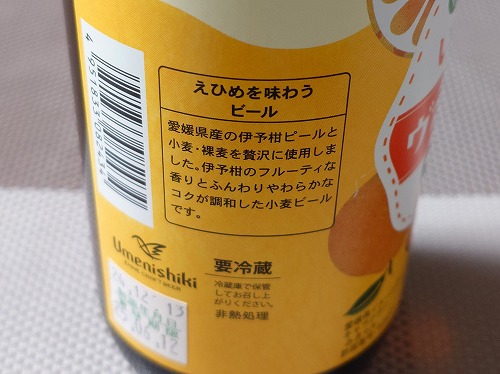 えひめを味わう
ビール
愛媛県産の伊予柑ピールと
小麦・裸麦を贅沢に使用しま
した。伊予柑のフルーティな
香りとふんわりやわらかな
コクが調和した小麦ビール
です。
Umenishiki
要冷蔵
冷蔵庫で保管
してお召し上
がりください。
非熱処理